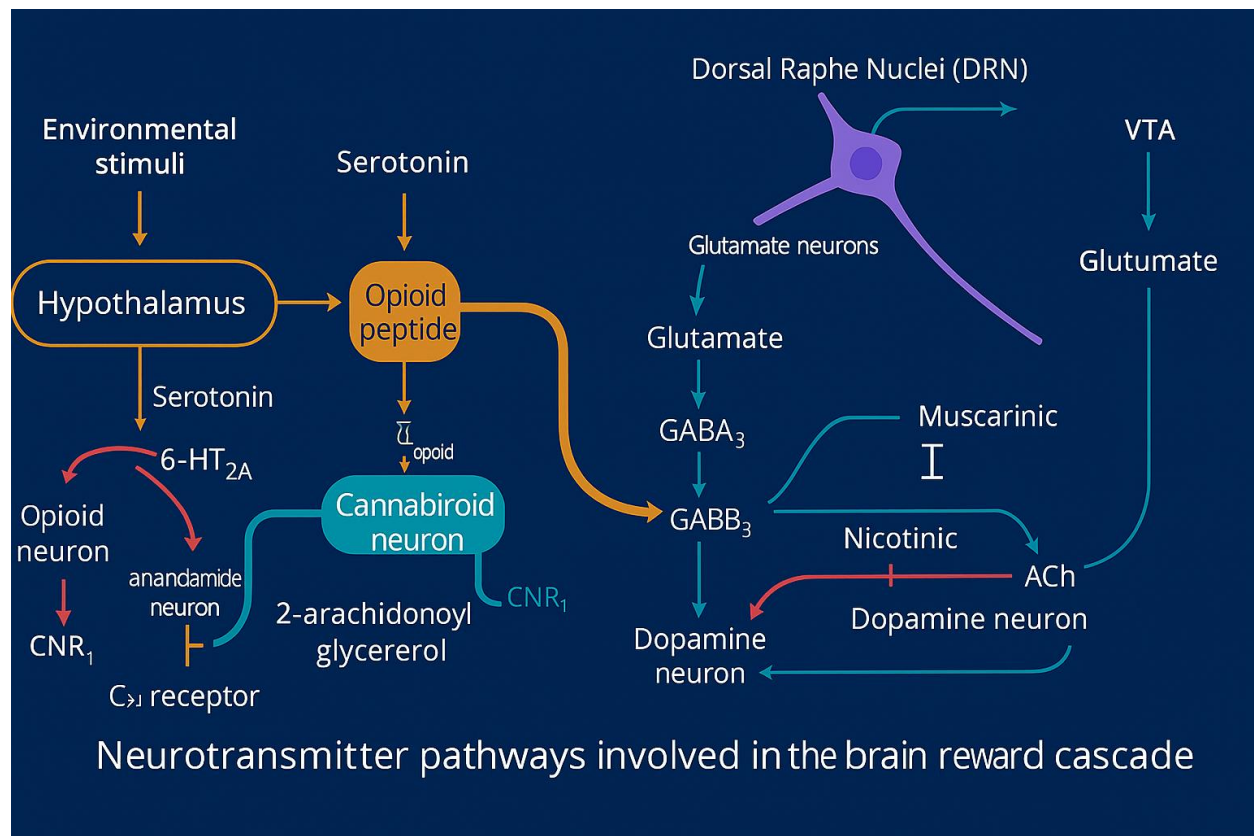 Dorsal Raphe Nuclei (DRN)
Environmental
stimuli
Serotonin
VTA
Glutamate neurons
Glutumate
Hypothalamus
Opioid
peptide
Glutamate
Serotonin
GABA₃
Muscarinic
opoid
6-HT₂A
Cannabiroid
neuron
GABB₃
Opioid
neuron
Nicotinic
anandamide
neuron
CNR₁
ACh
2-arachidonoyl
glycererol
Dopamine neuron
Dopamine
neuron
CNR₁
receptor
Neurotransmitter pathways involved in the brain reward cascade